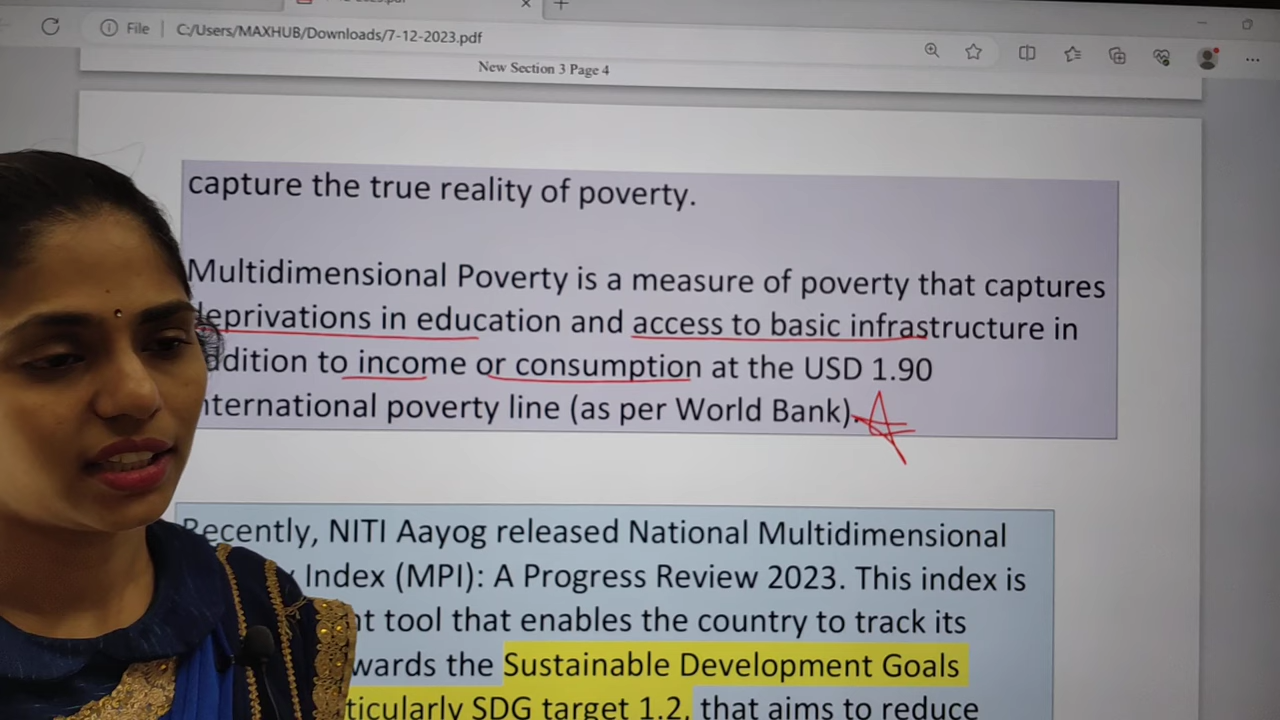 File C:/Users/MAXHUB/Downloads/7-12-2023.pdf
New Section 3 Page 4
capture the true reality of poverty.
Multidimensional Poverty is a measure of poverty that captures
deprivations in education and access to basic infrastructure in
ddition to income or consumption at the USD 1.90
nternational poverty line (as per World Bank).
Recently, NITI Aayog released National Multidimensional
Index (MPI): A Progress Review 2023. This index is
nt tool that enables the country to track its
wards the Sustainable Development Goals
ticularly SDG target 1.2, that aims to reduce